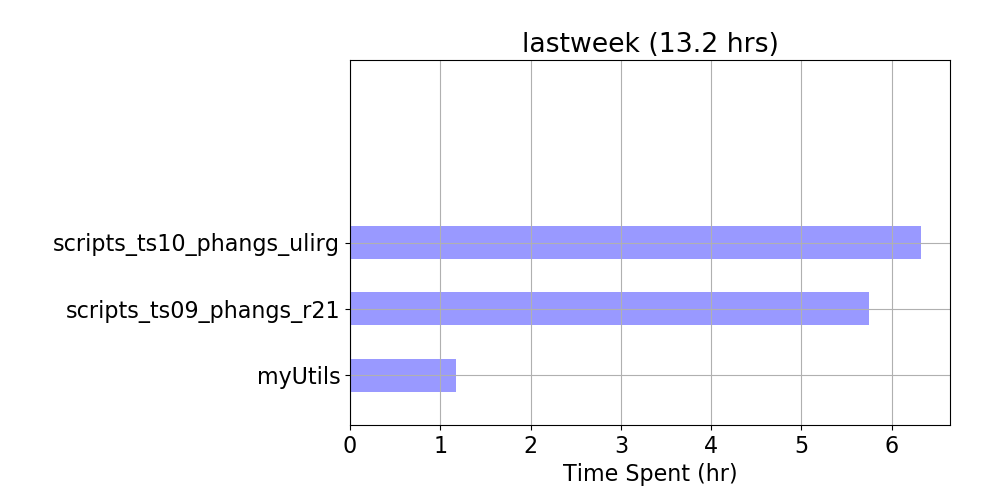 lastweek (13.2 hrs)
scripts_ts10_phangs_ulirg
scripts_ts09_phangs_r21
myUtils
0 1 2 3 4 5 6
Time Spent (hr)